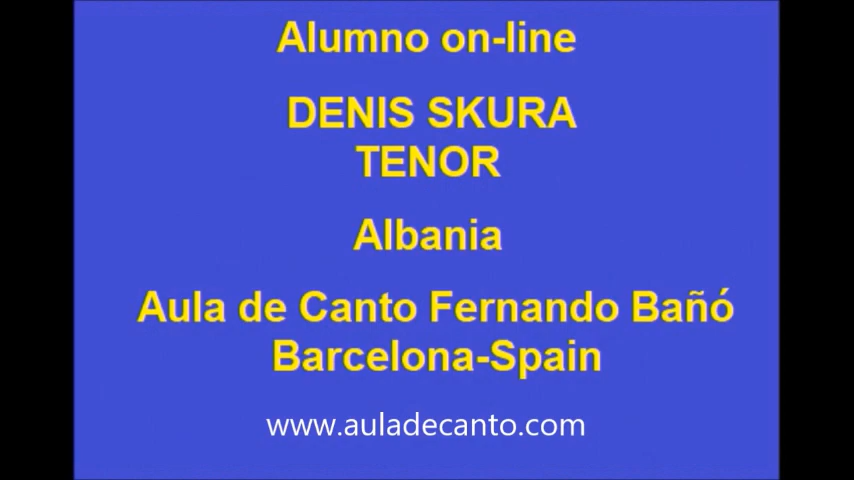 Alumno on-line
DENIS SKURA
TENOR
Albania
Aula de Canto Fernando Bañó
Barcelona-Spain
www.auladecanto.com